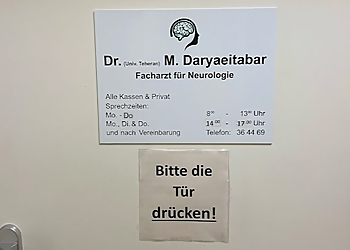 Dr. (Univ. Teheran) M. Daryaeitabar
Facharzt für Neurologie
Alle Kassen & Privat
Sprechzeiten:
Mo. - Do 8⁰⁰ - 13⁰⁰ Uhr
Mo., Di. & Do. 14⁰⁰ - 17⁰⁰ Uhr
und nach Vereinbarung Telefon: 36 44 69
Bitte die
Tür
drücken!